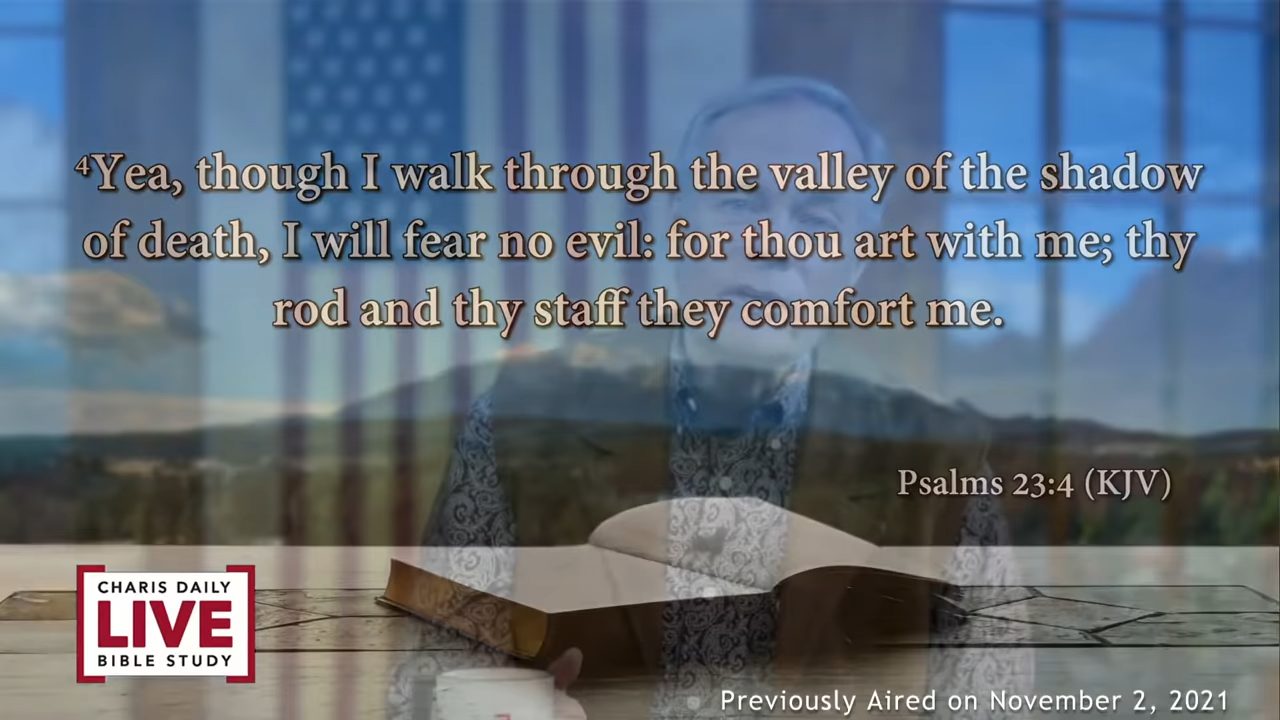 ⁴Yea, though I walk through the valley of the shadow
of death, I will fear no evil: for thou art with me; thy
rod and thy staff they comfort me.
Psalms 23:4 (KJV)
CHARIS DAILY
LIVE
BIBLE STUDY
Previously Aired on November 2, 2021